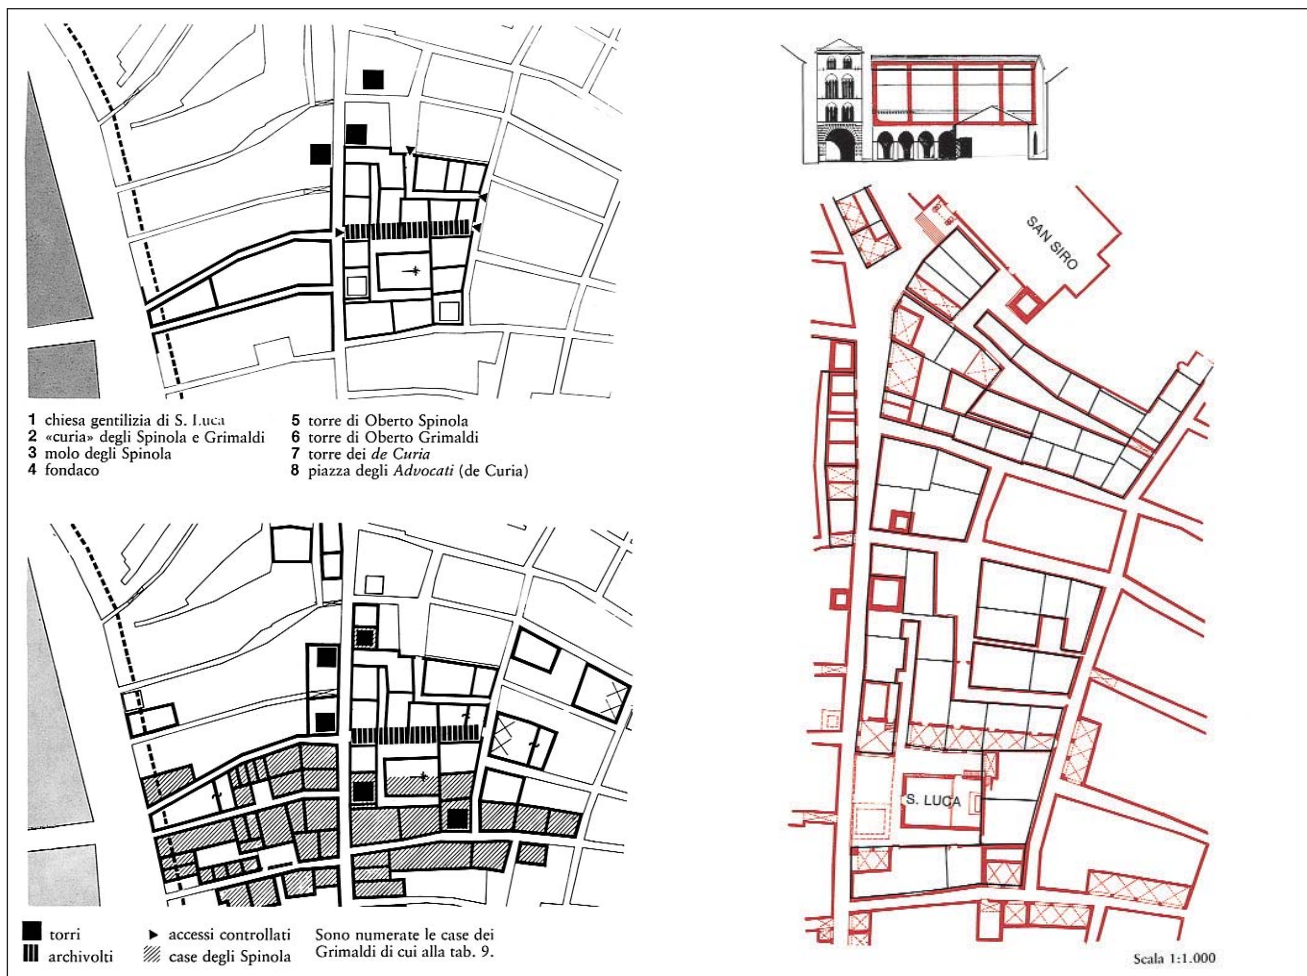 1 chiesa gentilizia di S. Luca
2 «curia» degli Spinola e Grimaldi
3 molo degli Spinola
4 fondaco
5 torre di Oberto Spinola
6 torre di Oberto Grimaldi
7 torre dei de Curia
8 piazza degli Advocati (de Curia)
torri
archivolti
accessi controllati
case degli Spinola
Sono numerate le case dei
Grimaldi di cui alla tab. 9.
SAN SIRO
S. LUCA
Scala 1:1.000